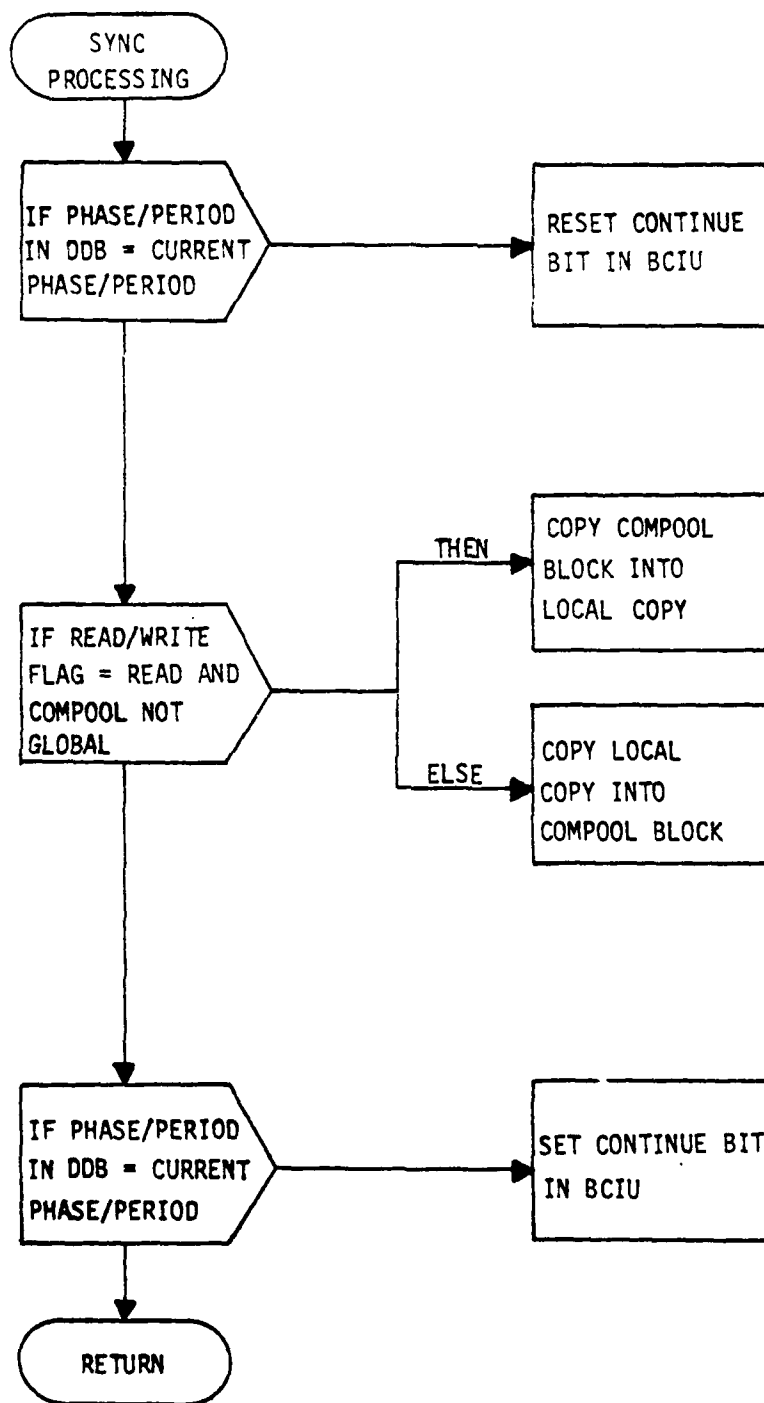 SYNC
PROCESSING
IF PHASE/PERIOD
IN DDB = CURRENT
PHASE/PERIOD
RESET CONTINUE
BIT IN BCIU
IF READ/WRITE
FLAG = READ AND
COMPOOL NOT
GLOBAL
THEN
COPY COMPOOL
BLOCK INTO
LOCAL COPY
ELSE
COPY LOCAL
COPY INTO
COMPOOL BLOCK
IF PHASE/PERIOD
IN DDB = CURRENT
PHASE/PERIOD
SET CONTINUE BIT
IN BCIU
RETURN